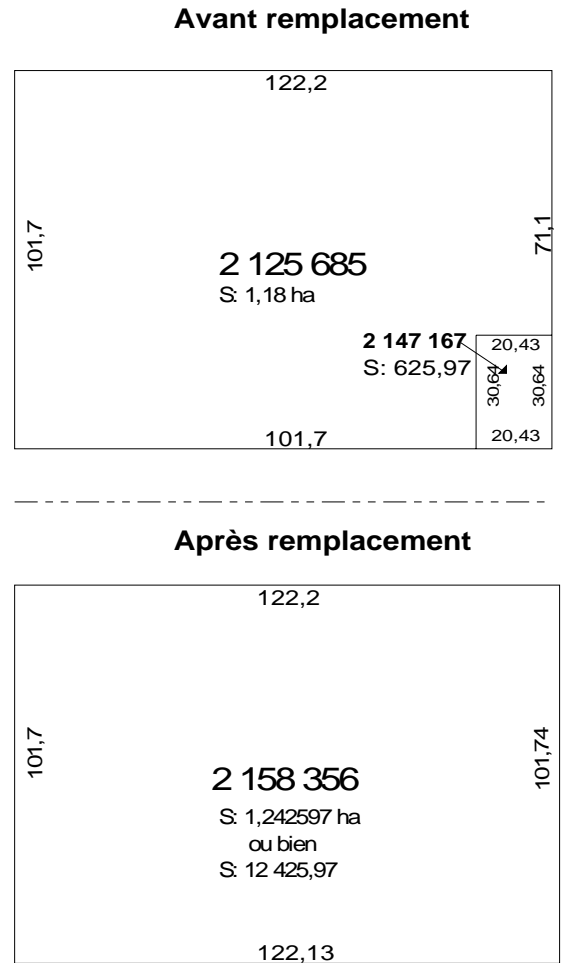 Avant remplacement
122,2
101,7
71,1
2 125 685
S: 1,18 ha
2 147 167
S: 625,97
20,43
30,64
30,64
20,43
101,7
Après remplacement
122,2
101,7
101,74
2 158 356
S: 1,242597 ha
ou bien
S: 12 425,97
122,13